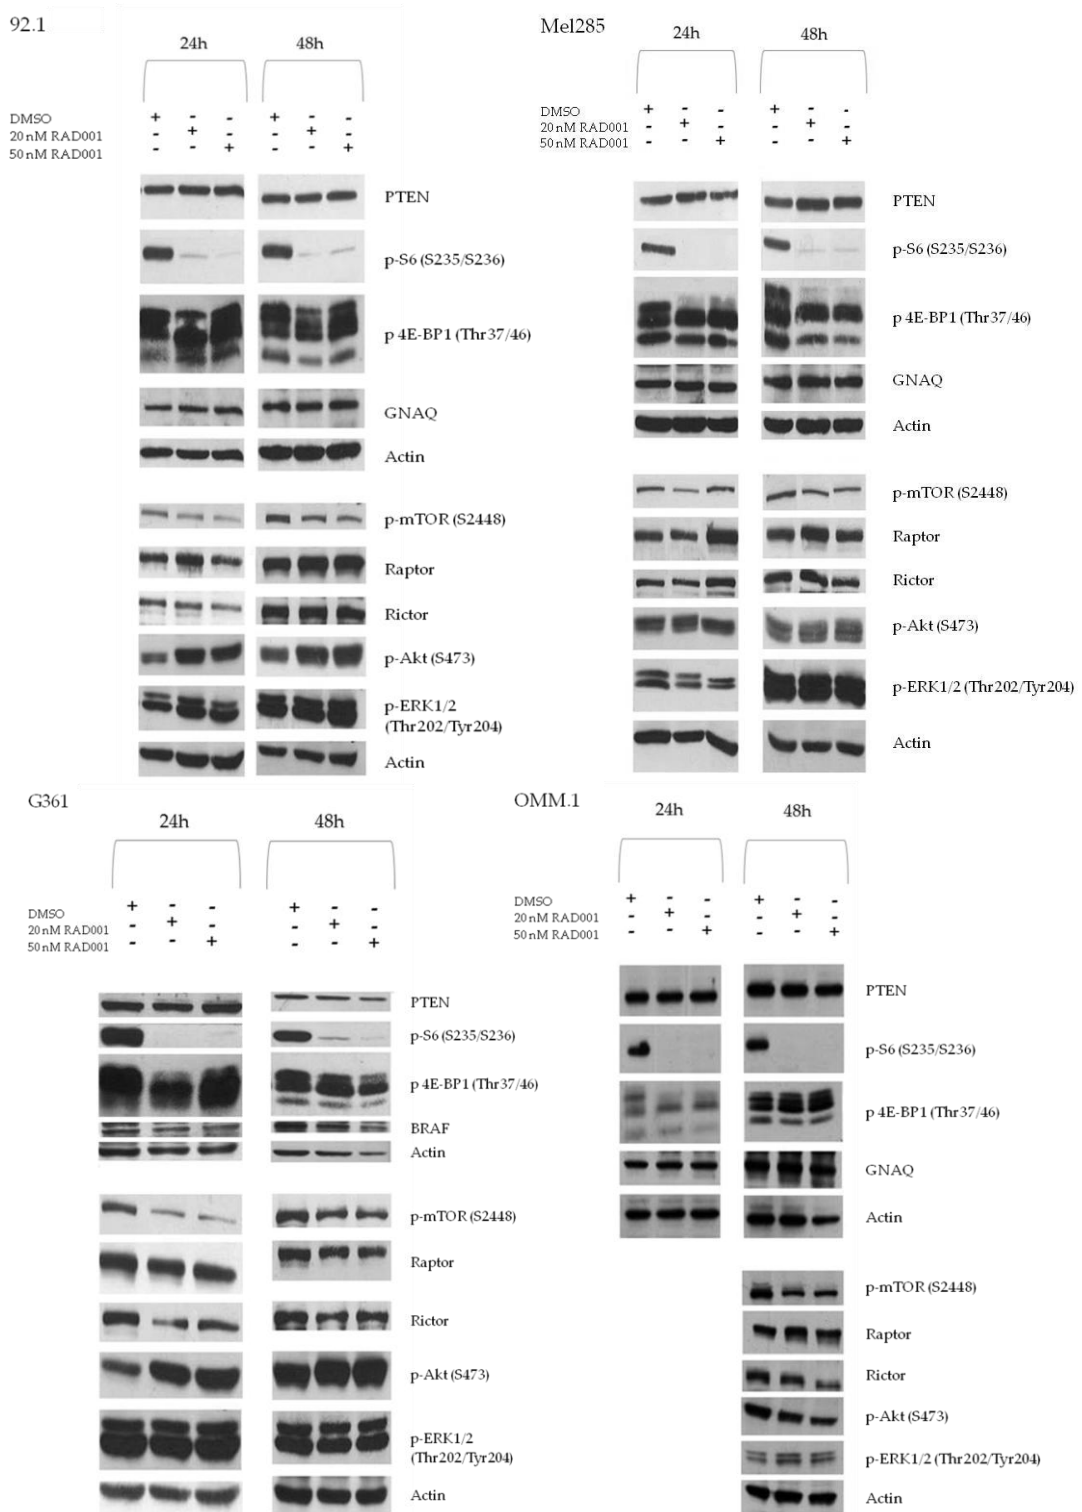 92.1
24h 48h
DMSO + - - + - -
20 nM RAD001 - + - - + -
50 nM RAD001 - - + - - +
PTEN
p-S6 (S235/S236)
p 4E-BP1 (Thr37/46)
GNAQ
Actin
p-mTOR (S2448)
Raptor
Rictor
p-Akt (S473)
p-ERK1/2
(Thr202/Tyr204)
Actin
Mel285
24h 48h
DMSO + - - + - -
20 nM RAD001 - + - - + -
50 nM RAD001 - - + - - +
PTEN
p-S6 (S235/S236)
p 4E-BP1 (Thr37/46)
GNAQ
Actin
p-mTOR (S2448)
Raptor
Rictor
p-Akt (S473)
p-ERK1/2 (Thr202/Tyr204)
Actin
G361
24h 48h
DMSO + - - + - -
20 nM RAD001 - + - - + -
50 nM RAD001 - - + - - +
PTEN
p-S6 (S235/S236)
p 4E-BP1 (Thr37/46)
BRAF
Actin
p-mTOR (S2448)
Raptor
Rictor
p-Akt (S473)
p-ERK1/2
(Thr202/Tyr204)
Actin
OMM.1
24h 48h
DMSO + - - + - -
20 nM RAD001 - + - - + -
50 nM RAD001 - - + - - +
PTEN
p-S6 (S235/S236)
p 4E-BP1 (Thr37/46)
GNAQ
Actin
p-mTOR (S2448)
Raptor
Rictor
p-Akt (S473)
p-ERK1/2 (Thr202/Tyr204)
Actin